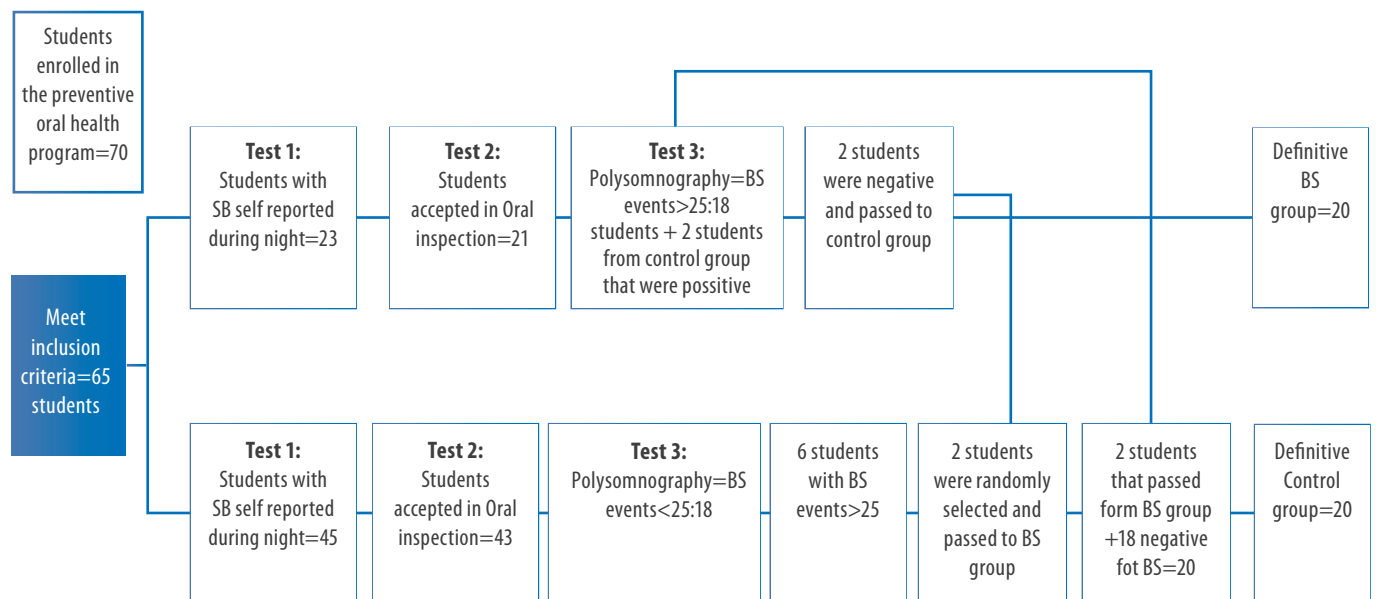 Students
enrolled in
the preventive
oral health
program=70
Meet
inclusion
criteria=65
students
Test 1:
Students with
SB self reported
during night=23
Test 2:
Students
accepted in Oral
inspection=21
Test 3:
Polysomnography=BS
events>25:18
students + 2 students
from control group
that were possitive
2 students
were negative
and passed to
control group
Definitive
BS
group=20
Test 1:
Students with
SB self reported
during night=45
Test 2:
Students
accepted in Oral
inspection=43
Test 3:
Polysomnography=BS
events<25:18
6 students
with BS
events>25
2 students
were randomly
selected and
passed to BS
group
2 students
that passed
form BS group
+18 negative
fot BS=20
Definitive
Control
group=20